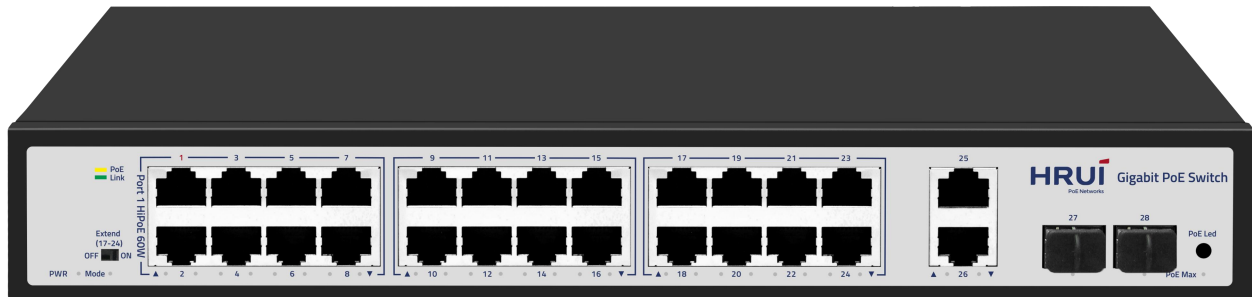 1 3 5 7 9 11 13 15 17 19 21 23 25
PoE
Link
Port 1 HiPoE 60W
HRUI
PoE Networks
Gigabit PoE Switch
27 28
Extend
(17-24)
OFF ON
PoE Led
PWR Mode
▲ 2 4 6 8 ▼ ▲ 10 12 14 16 ▼ ▲ 18 20 22 24 ▼ ▲ 26 ▼
PoE Max